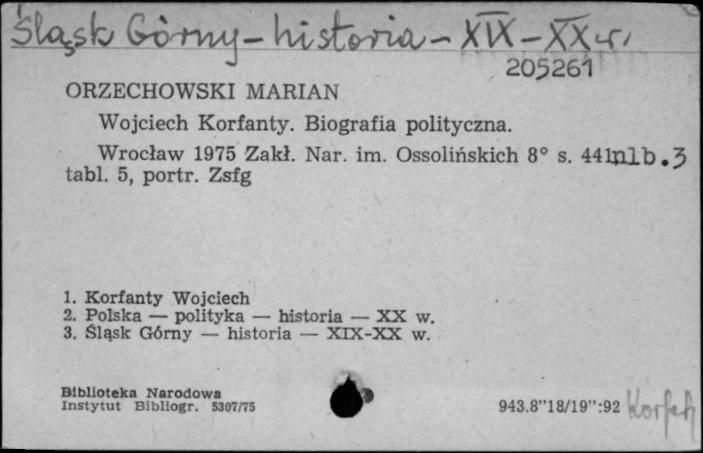 Śląsk Górny – historia – XIX – XX w.
205261
ORZECHOWSKI MARIAN
Wojciech Korfanty. Biografia polityczna.
Wrocław 1975 Zakł. Nar. im. Ossolińskich 8° s. 441nlb.3
tabl. 5, portr. Zsfg
1. Korfanty Wojciech
2. Polska — polityka — historia — XX w.
3. Śląsk Górny — historia — XIX-XX w.
Biblioteka Narodowa
Instytut Bibliogr. 5307/75
943.8"18/19":92